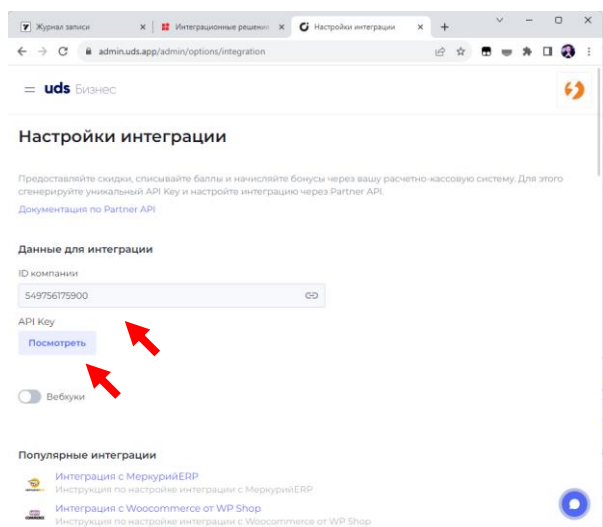 Журнал записи
Интеграционные решени
Настройки интеграции
admin.uds.app/admin/options/integration
uds Бизнес
Настройки интеграции
Предоставляйте скидки, списывайте баллы и начисляйте бонусы через вашу расчетно-кассовую систему. Для этого
сгенерируйте уникальный API Key и настройте интеграцию через Partner API.
Документация по Partner API
Данные для интеграции
ID компании
549756175900
API Key
Посмотреть
Вебхуки
Популярные интеграции
Интеграция с МеркурийERP
Инструкция по настройке интеграции с МеркурийERP
Интеграция с Woocommerce от WP Shop
Инструкция по настройке интеграции с Woocommerce от WP Shop